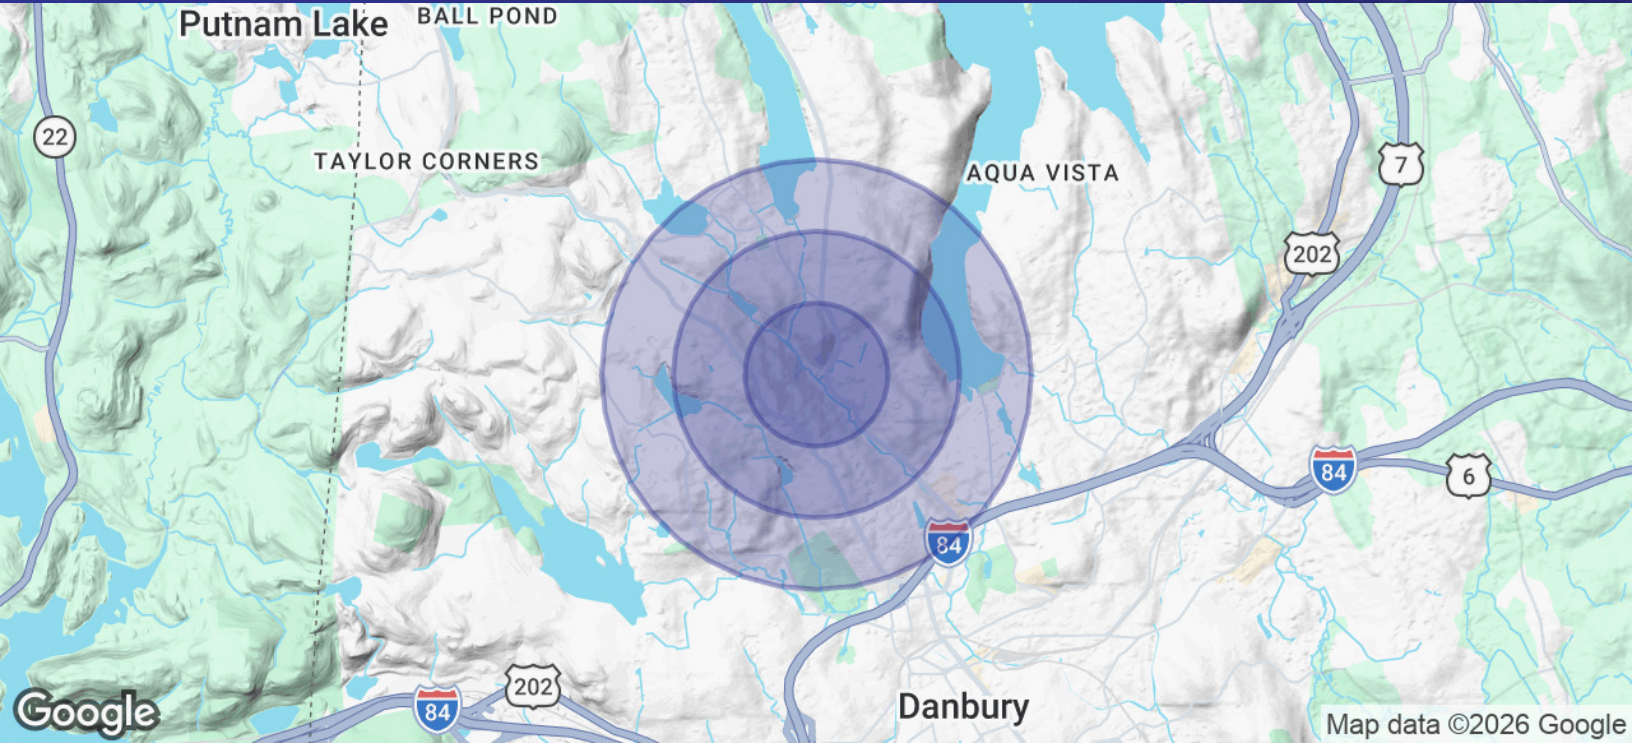 Putnam Lake
BALL POND
22
TAYLOR CORNERS
AQUA VISTA
7
202
84
6
84
202
84
Danbury
Google
Map data ©2026 Google